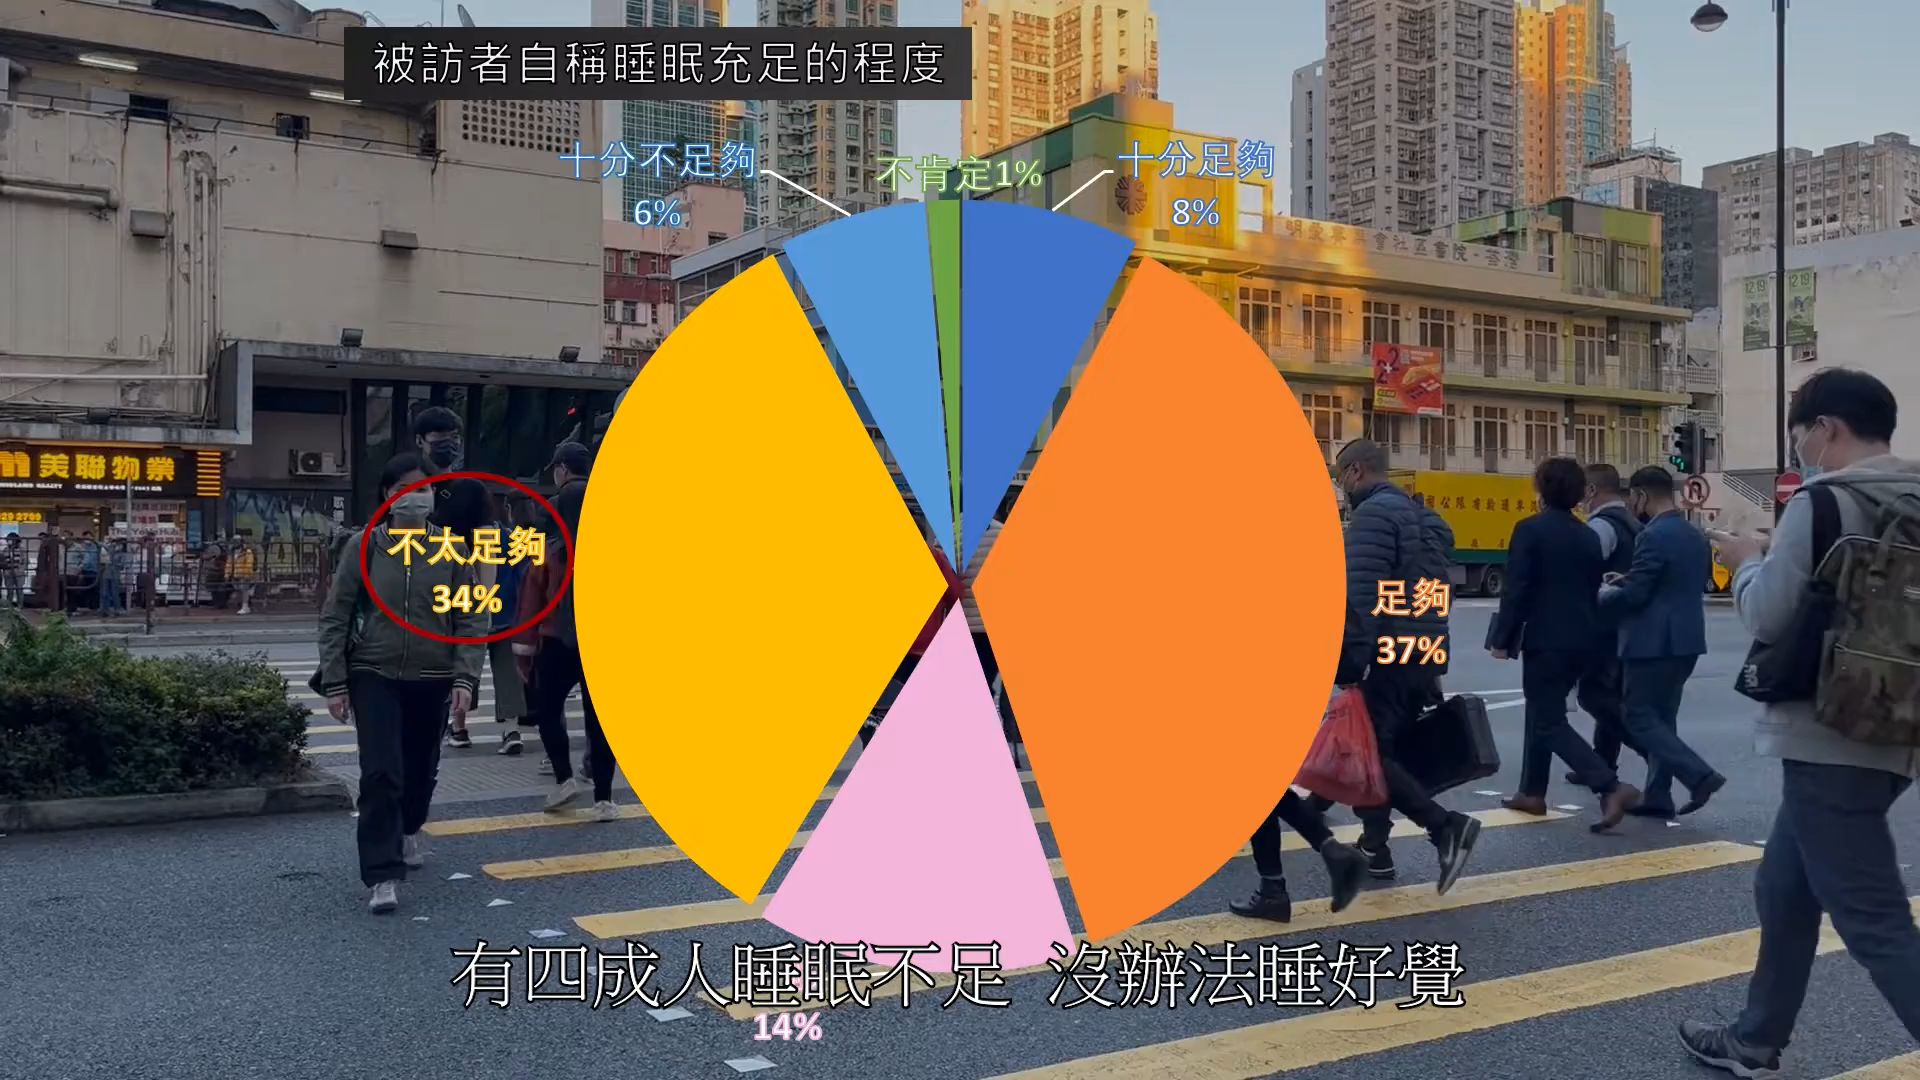 被訪者自稱睡眠充足的程度
十分不足夠
6%
不肯定1%
十分足夠
8%
不太足夠
34%
足夠
37%
有四成人睡眠不足 沒辦法睡好覺
14%
美聯物業